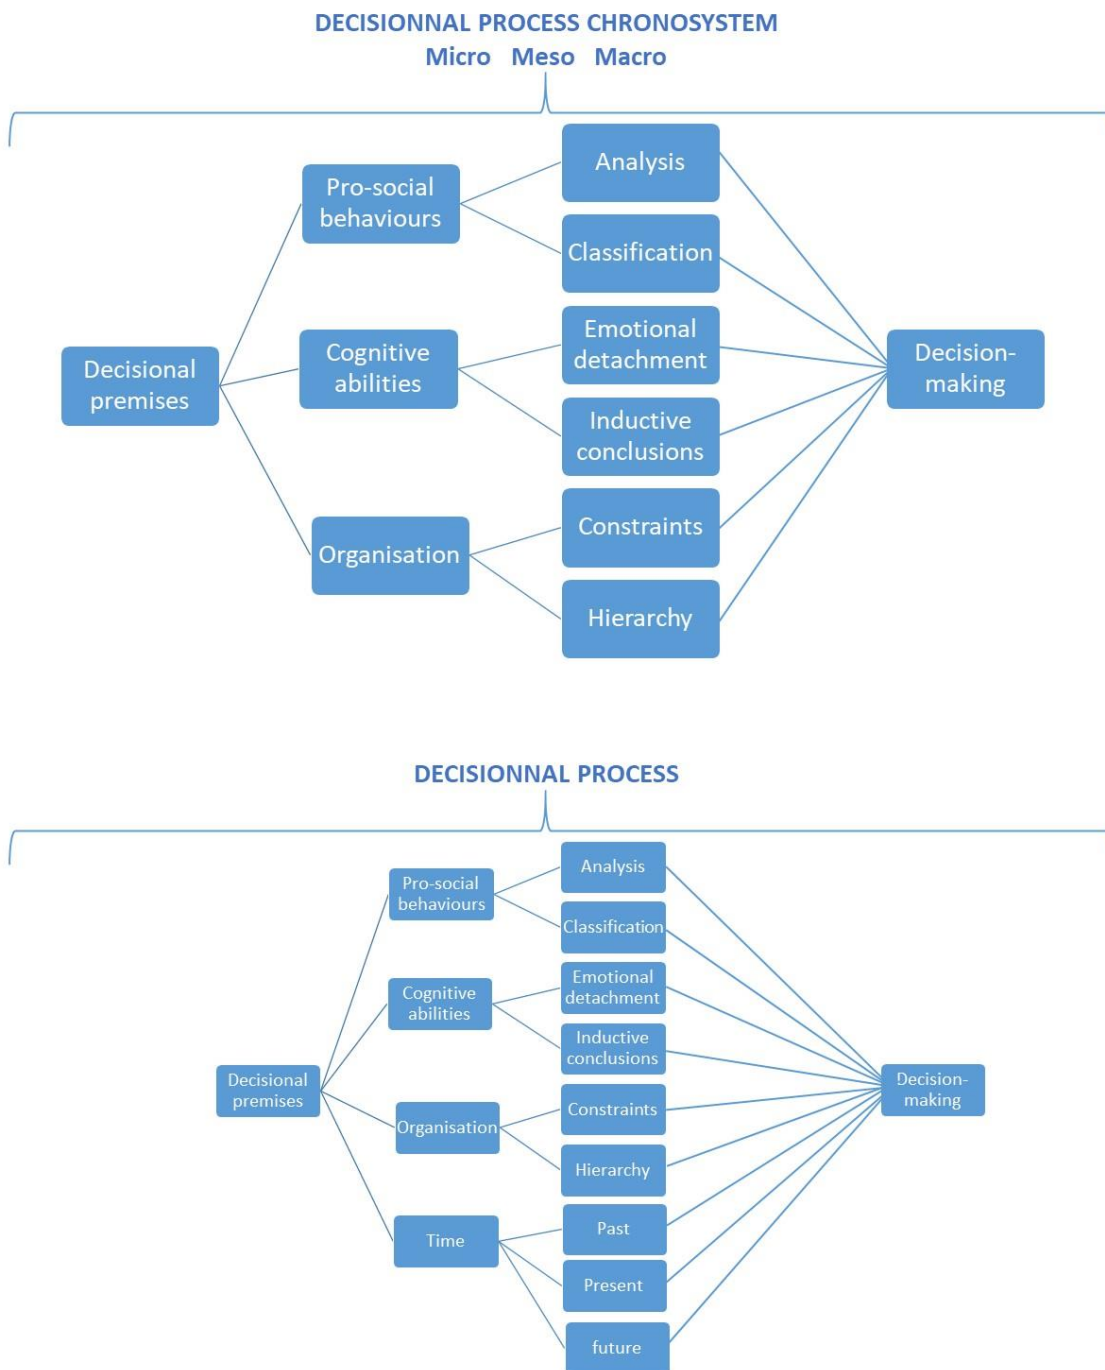 DECISIONNAL PROCESS CHRONOSYSTEM
Micro Meso Macro
Decisional
premises
Pro-social
behaviours
Cognitive
abilities
Organisation
Analysis
Classification
Emotional
detachment
Inductive
conclusions
Constraints
Hierarchy
Decision-
making
DECISIONNAL PROCESS
Decisional
premises
Pro-social
behaviours
Cognitive
abilities
Organisation
Time
Analysis
Classification
Emotional
detachment
Inductive
conclusions
Constraints
Hierarchy
Past
Present
future
Decision-
making